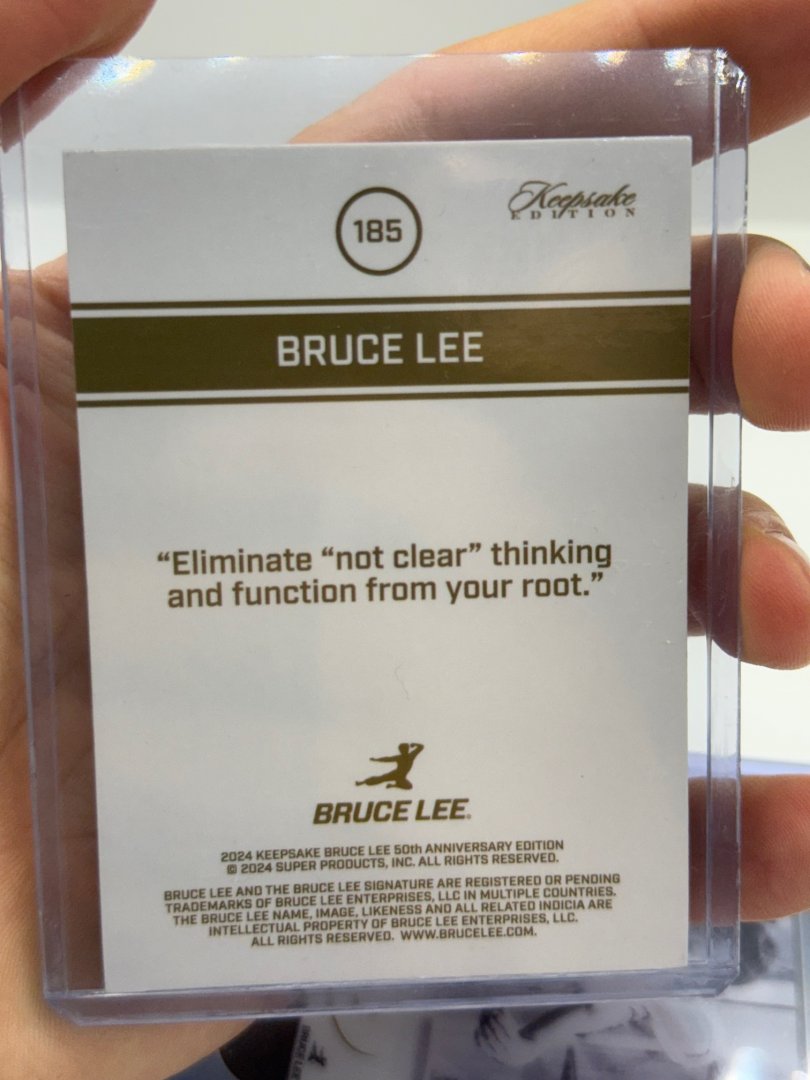 185
Keepsake
EDITION
BRUCE LEE
“Eliminate “not clear” thinking
and function from your root.”
BRUCE LEE®
2024 KEEPSAKE BRUCE LEE 50th ANNIVERSARY EDITION
© 2024 SUPER PRODUCTS, INC. ALL RIGHTS RESERVED.
BRUCE LEE AND THE BRUCE LEE SIGNATURE ARE REGISTERED OR PENDING
TRADEMARKS OF BRUCE LEE ENTERPRISES, LLC IN MULTIPLE COUNTRIES.
THE BRUCE LEE NAME, IMAGE, LIKENESS AND ALL RELATED INDICIA ARE
INTELLECTUAL PROPERTY OF BRUCE LEE ENTERPRISES, LLC.
ALL RIGHTS RESERVED. WWW.BRUCELEE.COM.
BRUCE LEE